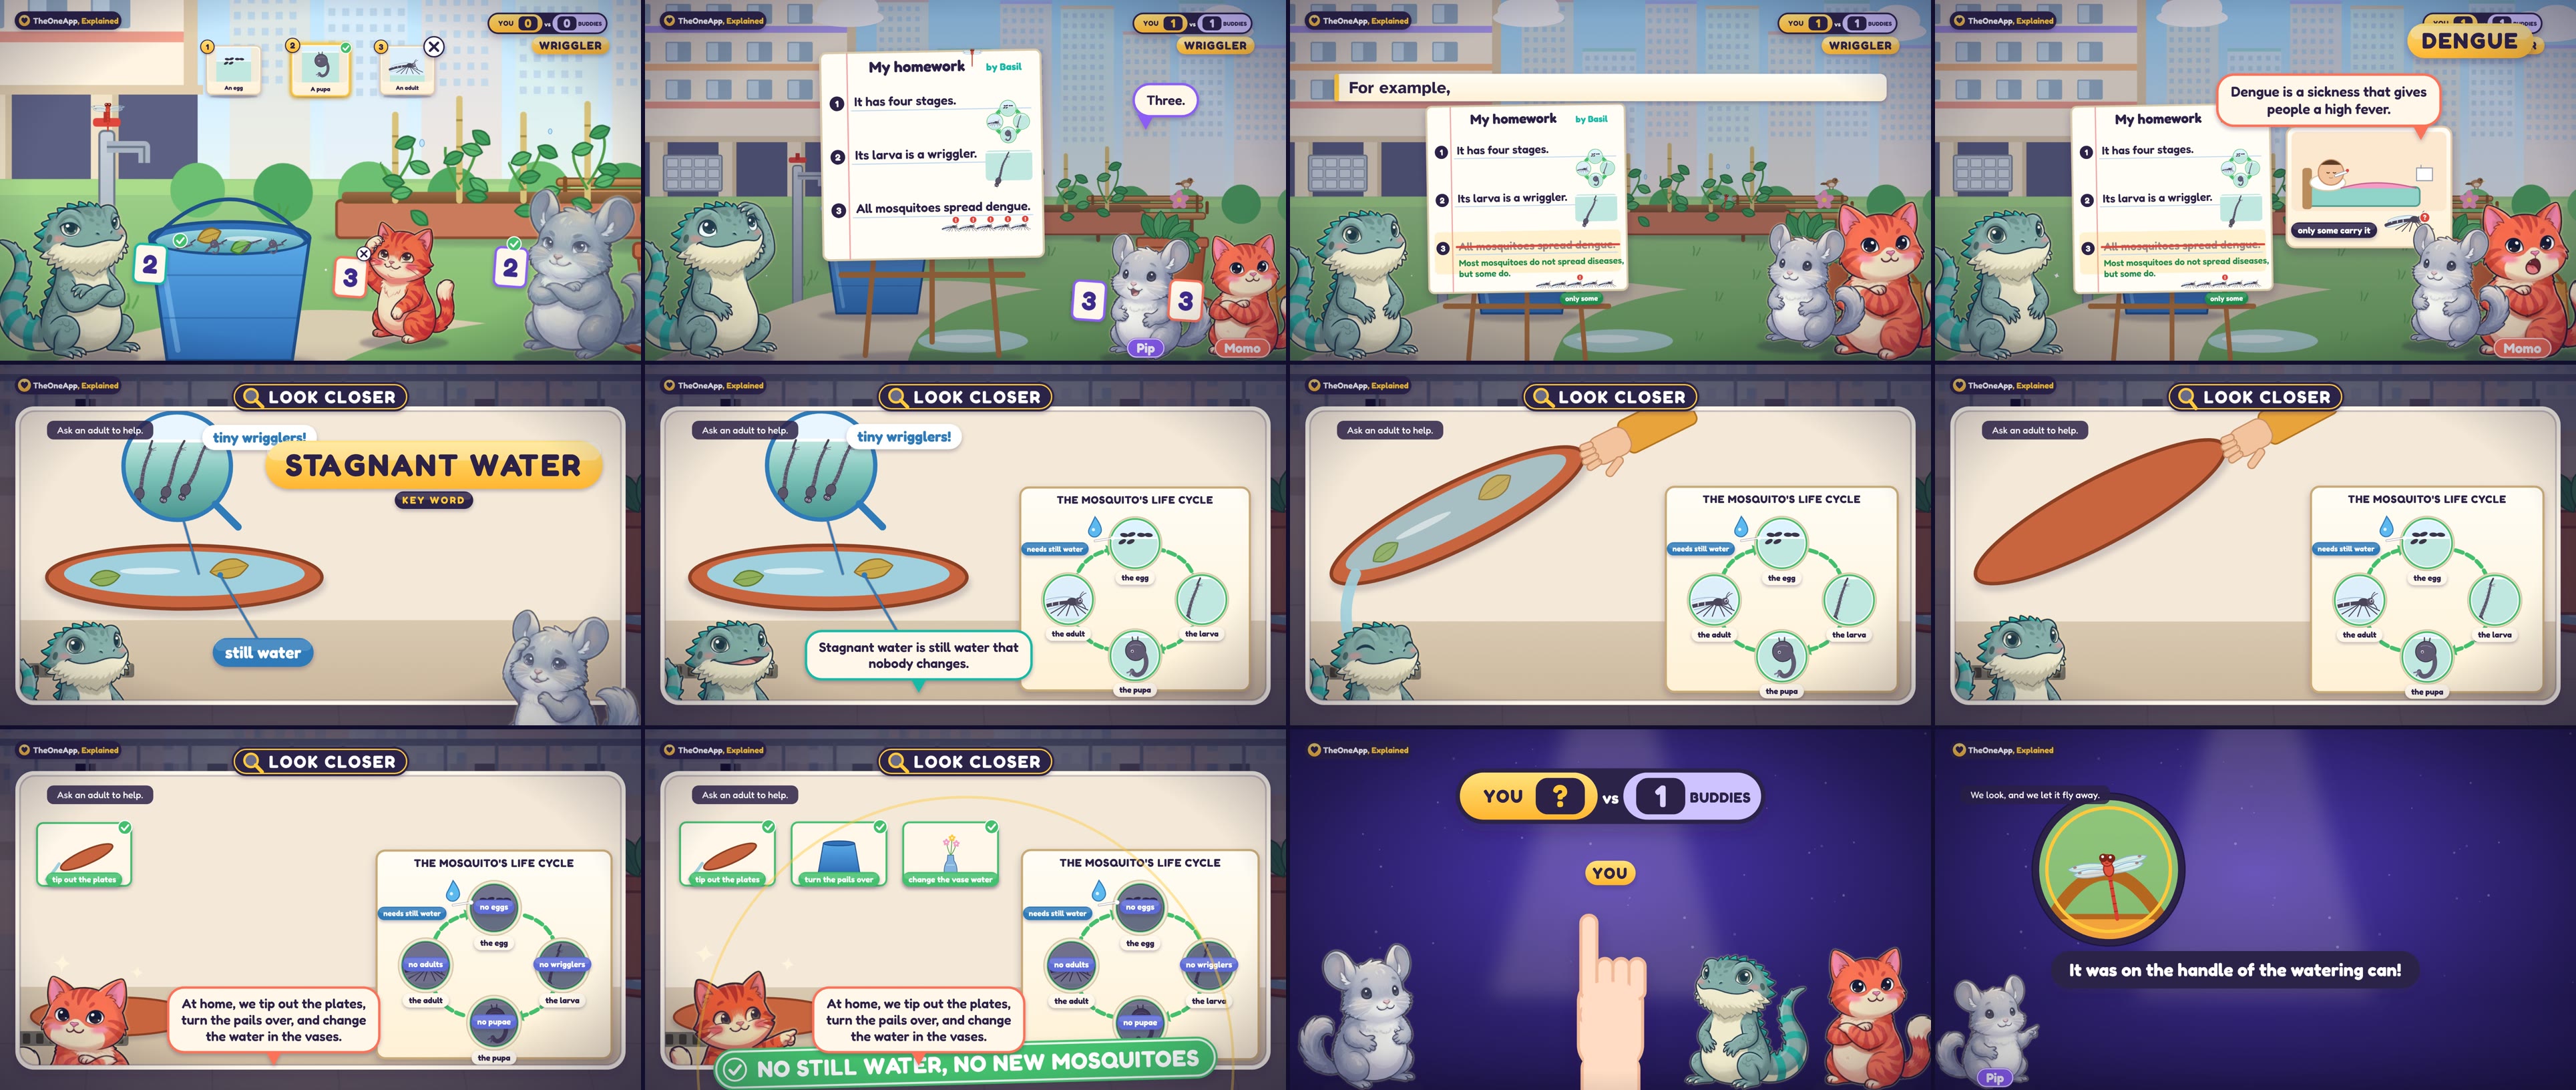 TheOneApp, Explained
YOU 0 vs 0 BUDDIES
WRIGGLER
1
An egg
2
A pupa
3
An adult
2
3
2
TheOneApp, Explained
YOU 1 vs 1 BUDDIES
WRIGGLER
My homework by Basil
1 It has four stages.
2 Its larva is a wriggler.
3 All mosquitoes spread dengue.
Three.
3
3
Pip
Momo
TheOneApp, Explained
YOU 1 vs 1 BUDDIES
WRIGGLER
For example,
My homework by Basil
1 It has four stages.
2 Its larva is a wriggler.
3 All mosquitoes spread dengue.
Most mosquitoes do not spread diseases,
but some do.
only some
TheOneApp, Explained
DENGUE
Dengue is a sickness that gives
people a high fever.
My homework
1 It has four stages.
2 Its larva is a wriggler.
3 All mosquitoes spread dengue.
Most mosquitoes do not spread diseases,
but some do.
only some
only some carry it
?
Momo
TheOneApp, Explained
LOOK CLOSER
Ask an adult to help.
tiny wrigglers!
STAGNANT WATER
KEY WORD
still water
TheOneApp, Explained
LOOK CLOSER
Ask an adult to help.
tiny wrigglers!
THE MOSQUITO'S LIFE CYCLE
needs still water
the egg
the adult
the larva
the pupa
Stagnant water is still water that
nobody changes.
TheOneApp, Explained
LOOK CLOSER
Ask an adult to help.
THE MOSQUITO'S LIFE CYCLE
needs still water
the egg
the adult
the larva
the pupa
TheOneApp, Explained
LOOK CLOSER
Ask an adult to help.
THE MOSQUITO'S LIFE CYCLE
needs still water
the egg
the adult
the larva
the pupa
TheOneApp, Explained
LOOK CLOSER
Ask an adult to help.
tip out the plates
THE MOSQUITO'S LIFE CYCLE
needs still water
no eggs
the egg
no adults
no wrigglers
the adult
the larva
no pupae
the pupa
At home, we tip out the plates,
turn the pails over, and change
the water in the vases.
TheOneApp, Explained
LOOK CLOSER
Ask an adult to help.
tip out the plates
turn the pails over
change the vase water
THE MOSQUITO'S LIFE CYCLE
needs still water
no eggs
the egg
no adults
no wrigglers
the adult
the larva
no pupae
At home, we tip out the plates,
turn the pails over, and change
the water in the vases.
NO STILL WATER, NO NEW MOSQUITOES
TheOneApp, Explained
YOU ? vs 1 BUDDIES
YOU
TheOneApp, Explained
We look, and we let it fly away.
It was on the handle of the watering can!
Pip